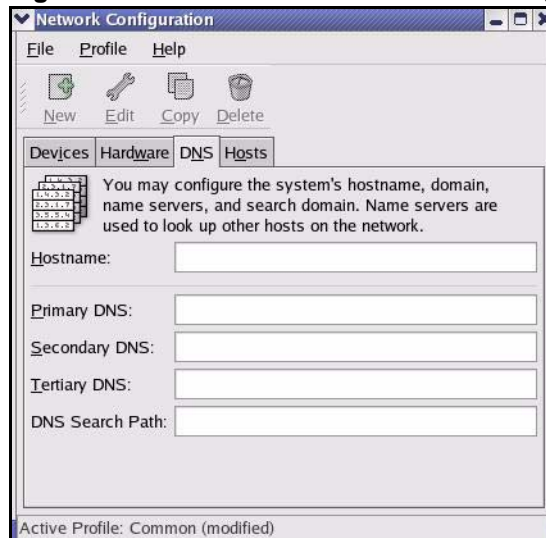 Network Configuration
File Profile Help
New Edit Copy Delete
Devices Hardware DNS Hosts
You may configure the system's hostname, domain,
name servers, and search domain. Name servers are
used to look up other hosts on the network.
Hostname:
Primary DNS:
Secondary DNS:
Tertiary DNS:
DNS Search Path:
Active Profile: Common (modified)